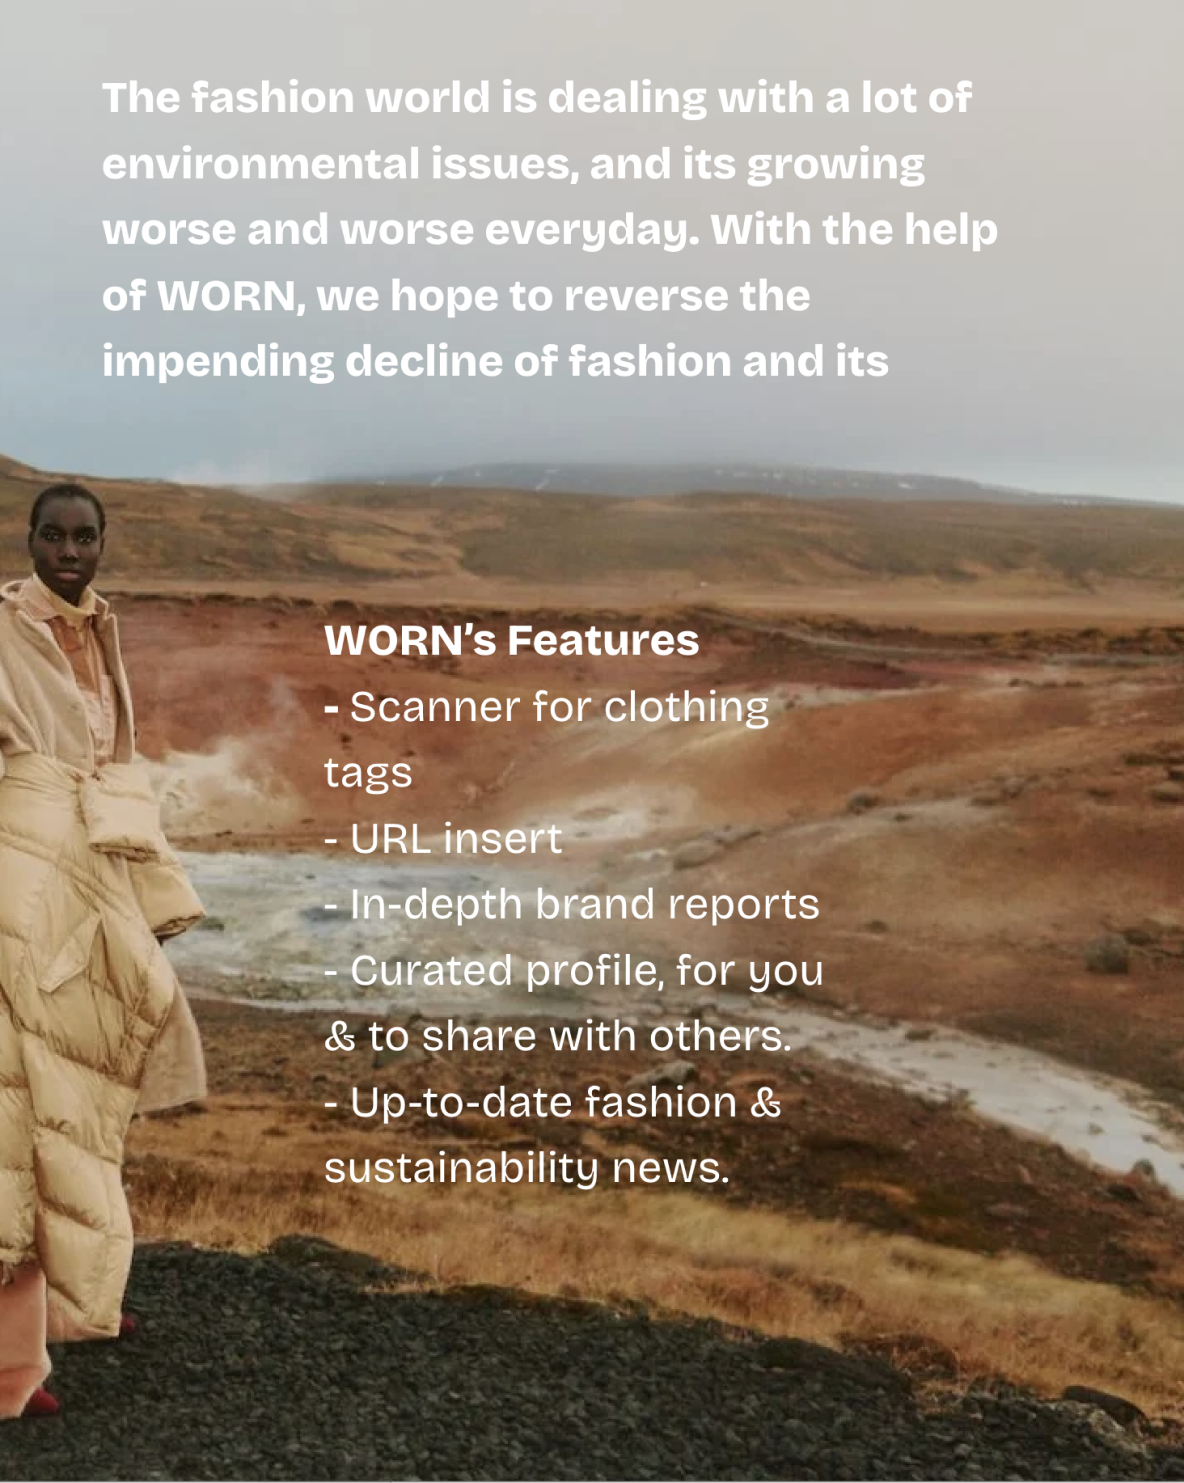 The fashion world is dealing with a lot of
environmental issues, and its growing
worse and worse everyday. With the help
of WORN, we hope to reverse the
impending decline of fashion and its
WORN’s Features
- Scanner for clothing
tags
- URL insert
- In-depth brand reports
- Curated profile, for you
& to share with others.
- Up-to-date fashion &
sustainability news.